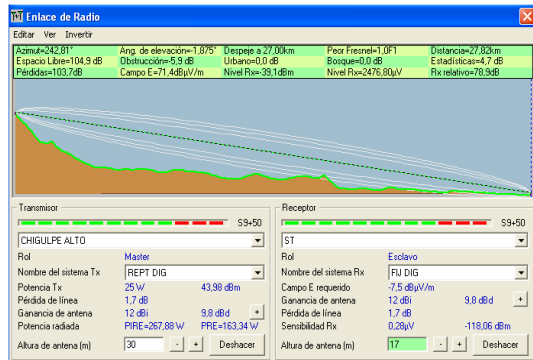 Enlace de Radio
Editar Ver Invertir
Azimut=242,81° Ang. de elevación=-1,875° Despeje a 27,00km Peor Fresnel=1,0F1 Distancia=27,82km
Espacio Libre=104,9 dB Obstrucción=-5,9 dB Urbano=0,0 dB Bosque=0,0 dB Estadísticas=4,7 dB
Pérdidas=103,7dB Campo E=71,4dBµV/m Nivel Rx=-39,1dBm Nivel Rx=2476,80µV Rx relativo=78,9dB
Transmisor Receptor
S9+50 S9+50
CHIGULPE ALTO ST
Rol Master Rol Esclavo
Nombre del sistema Tx REPT DIG Nombre del sistema Rx FIJ DIG
Potencia Tx 25 W 43,98 dBm Campo E requerido -7,5 dBµV/m
Pérdida de línea 1,7 dB Ganancia de antena 12 dBi 9,8 dBd +
Ganancia de antena 12 dBi 9,8 dBd + Pérdida de línea 1,7 dB
Potencia radiada PIRE=267,88 W PRE=163,34 W Sensibilidad Rx 0,28µV -118,06 dBm
Altura de antena (m) 30 - + Deshacer Altura de antena (m) 17 - + Deshacer